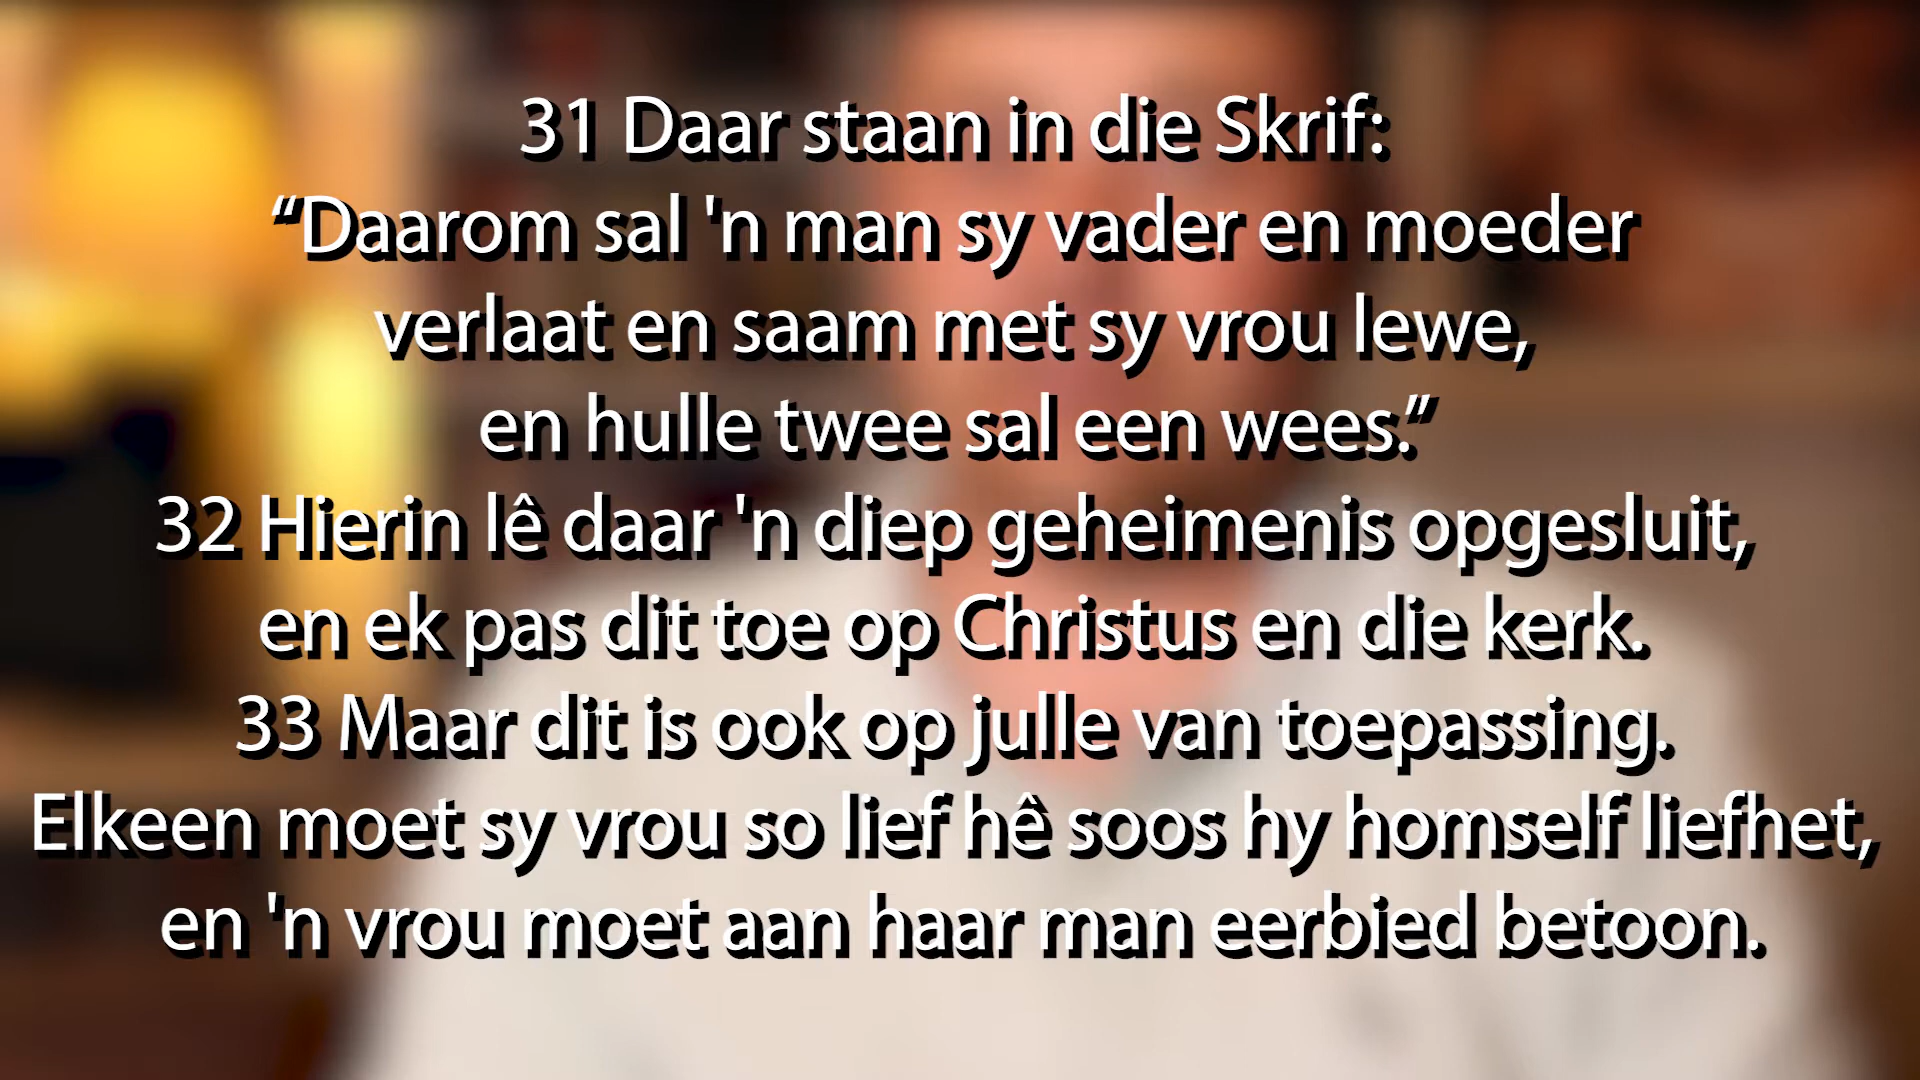 31 Daar staan in die Skrif:
“Daarom sal 'n man sy vader en moeder
verlaat en saam met sy vrou lewe,
en hulle twee sal een wees.”
32 Hierin lê daar 'n diep geheimenis opgesluit,
en ek pas dit toe op Christus en die kerk.
33 Maar dit is ook op julle van toepassing.
Elkeen moet sy vrou so lief hê soos hy homself liefhet,
en 'n vrou moet aan haar man eerbied betoon.